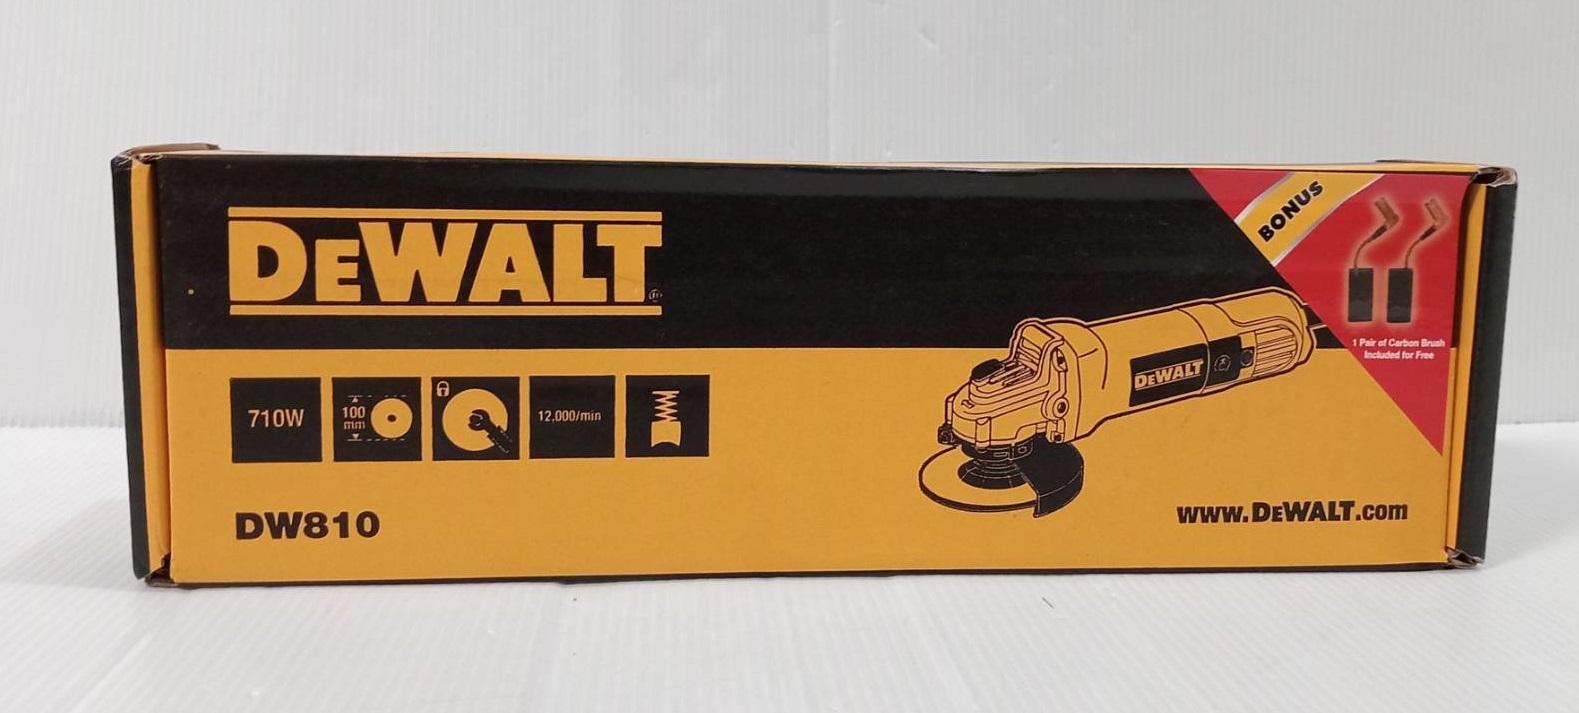 DEWALT
BONUS
1 Pair of Carbon Brush
Included for Free
DEWALT
710W
100
mm
12,000/min
DW810
www.DEWALT.com